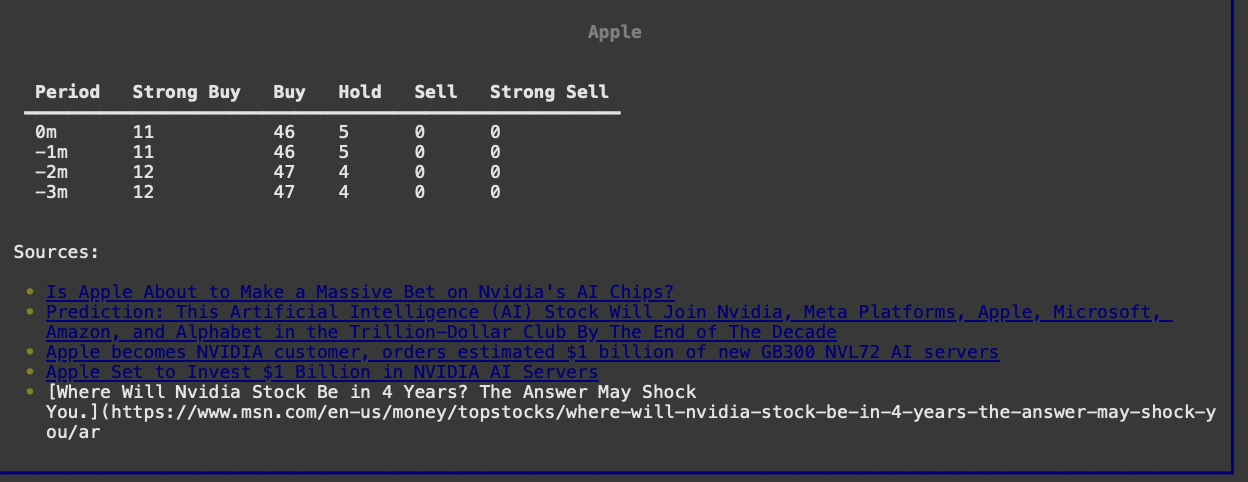 Apple
Period Strong Buy Buy Hold Sell Strong Sell
0m 11 46 5 0 0
-1m 11 46 5 0 0
-2m 12 47 4 0 0
-3m 12 47 4 0 0
Sources:
• Is Apple About to Make a Massive Bet on Nvidia's AI Chips?
• Prediction: This Artificial Intelligence (AI) Stock Will Join Nvidia, Meta Platforms, Apple, Microsoft,
Amazon, and Alphabet in the Trillion-Dollar Club By The End of The Decade
• Apple becomes NVIDIA customer, orders estimated $1 billion of new GB300 NVL72 AI servers
• Apple Set to Invest $1 Billion in NVIDIA AI Servers
• [Where Will Nvidia Stock Be in 4 Years? The Answer May Shock
You.](https://www.msn.com/en-us/money/topstocks/where-will-nvidia-stock-be-in-4-years-the-answer-may-shock-y
ou/ar